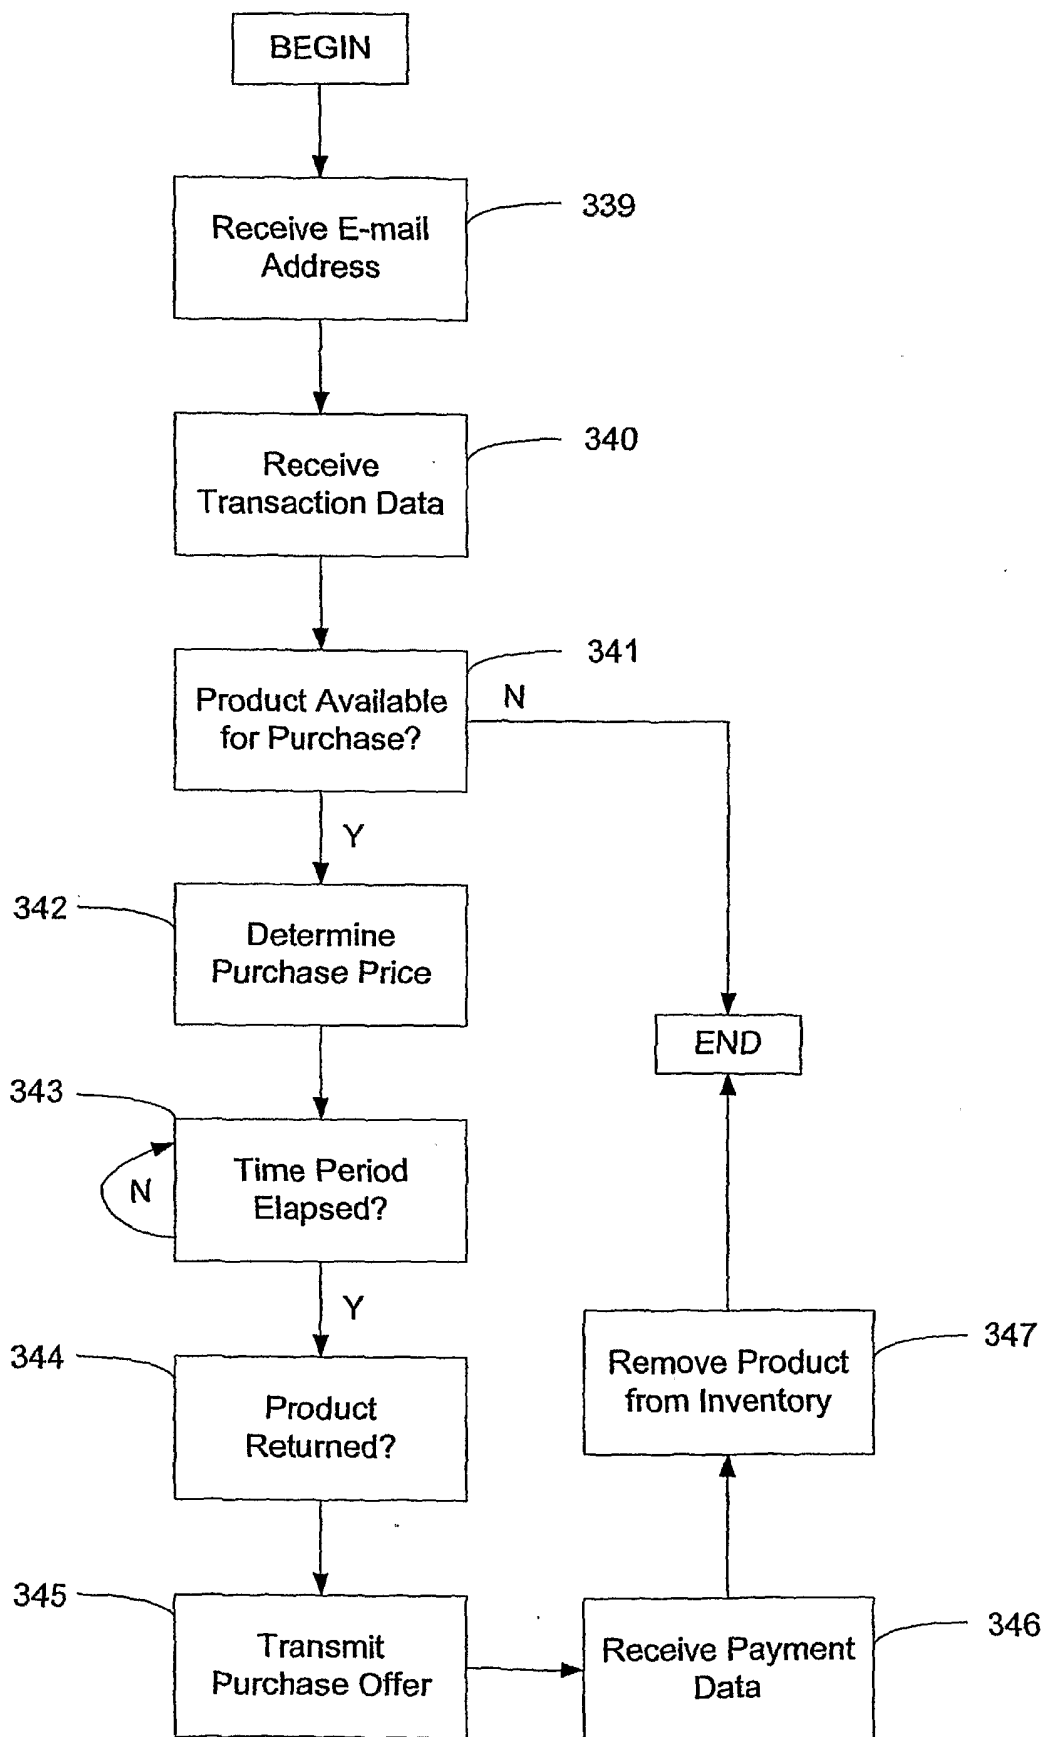 BEGIN
Receive E-mail
Address
339
Receive
Transaction Data
340
Product Available
for Purchase?
341
N
Y
342
Determine
Purchase Price
END
343
Time Period
Elapsed?
N
Y
344
Product
Returned?
Remove Product
from Inventory
347
345
Transmit
Purchase Offer
Receive Payment
Data
346